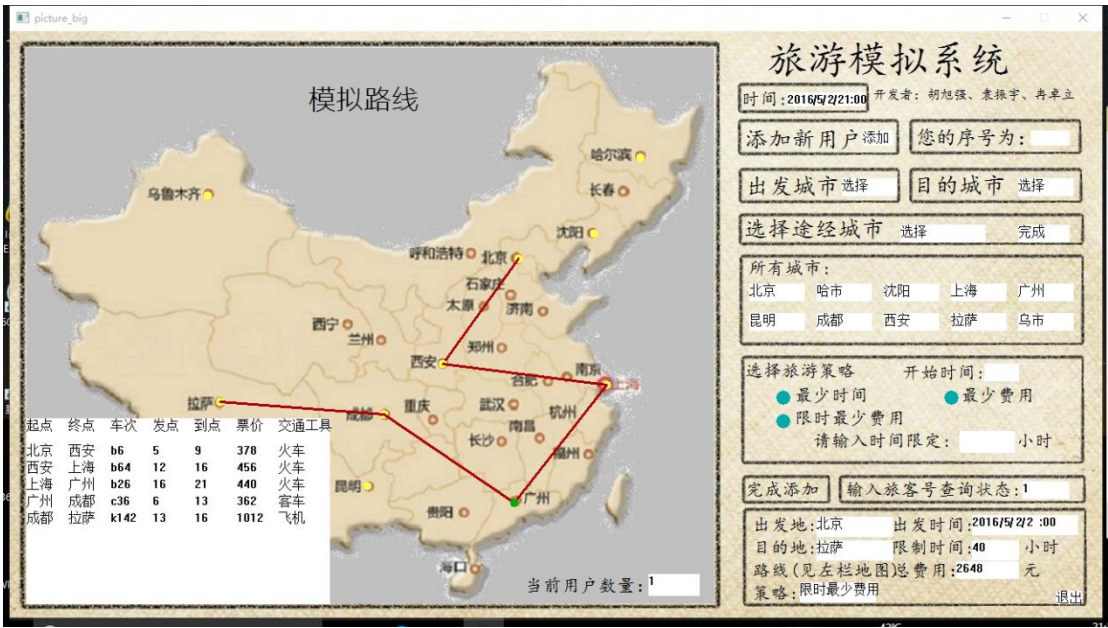 picture_big
旅游模拟系统
时间:2016/5/2/21:00
开发者: 胡旭强、袁振宇、冉卓立
添加新用户 添加
您的序号为:
出发城市 选择
目的城市 选择
选择途经城市 选择 完成
所有城市:
北京 哈市 沈阳 上海 广州
昆明 成都 西安 拉萨 乌市
选择旅游策略 开始时间:
最少时间 最少费用
限时最少费用
请输入时间限定: 小时
完成添加 输入旅客号查询状态:1
出发地:北京 出发时间:2016/5/2/2 :00
目的地:拉萨 限制时间:40 小时
路线(见左栏地图)总费用:2648 元
策略:限时最少费用
退出
模拟路线
哈尔滨
长春
乌鲁木齐
沈阳
呼和浩特
北京
石家庄
太原
济南
西宁
兰州
郑州
西安
南京
合肥
上海
拉萨
成都
重庆
武汉
杭州
南昌
长沙
福州
昆明
广州
贵阳
海口
起点 终点 车次 发点 到点 票价 交通工具
北京 西安 b6 5 9 378 火车
西安 上海 b64 12 16 456 火车
上海 广州 b26 16 21 440 火车
广州 成都 c36 6 13 362 客车
成都 拉萨 k142 13 16 1012 飞机
当前用户数量:1